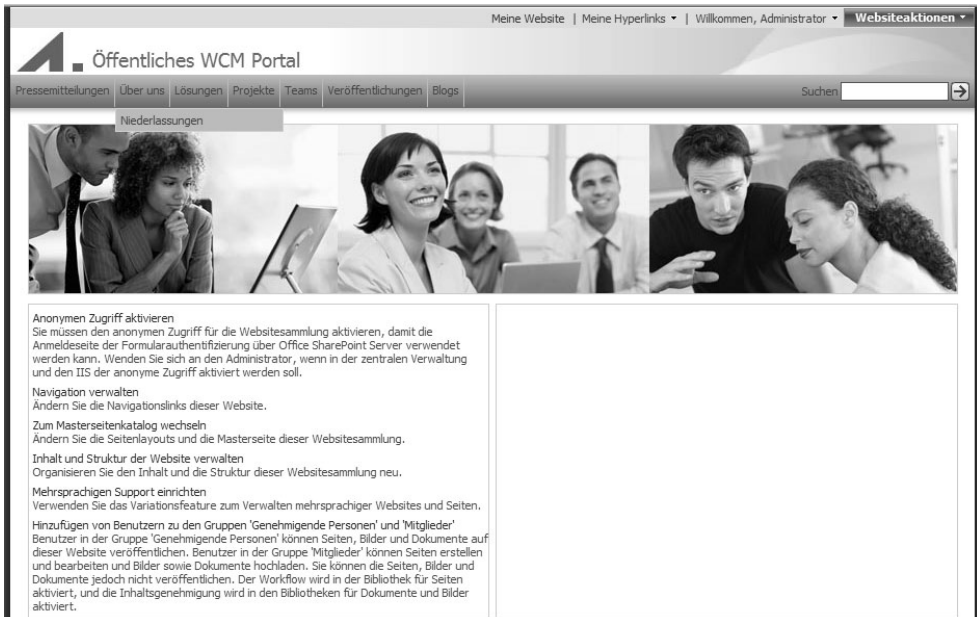 Meine Website | Meine Hyperlinks | Willkommen, Administrator Websiteaktionen
Öffentliches WCM Portal
Pressemitteilungen Über uns Lösungen Projekte Teams Veröffentlichungen Blogs Suchen
Niederlassungen
Anonymen Zugriff aktivieren
Sie müssen den anonymen Zugriff für die Websitesammlung aktivieren, damit die
Anmeldeseite der Formularauthentifizierung über Office SharePoint Server verwendet
werden kann. Wenden Sie sich an den Administrator, wenn in der zentralen Verwaltung
und den IIS der anonyme Zugriff aktiviert werden soll.
Navigation verwalten
Ändern Sie die Navigationslinks dieser Website.
Zum Masterseitenkatalog wechseln
Ändern Sie die Seitenlayouts und die Masterseite dieser Websitesammlung.
Inhalt und Struktur der Website verwalten
Organisieren Sie den Inhalt und die Struktur dieser Websitesammlung neu.
Mehrsprachigen Support einrichten
Verwenden Sie das Variationsfeature zum Verwalten mehrsprachiger Websites und Seiten.
Hinzufügen von Benutzern zu den Gruppen 'Genehmigende Personen' und 'Mitglieder'
Benutzer in der Gruppe 'Genehmigende Personen' können Seiten, Bilder und Dokumente auf
dieser Website veröffentlichen. Benutzer in der Gruppe 'Mitglieder' können Seiten erstellen
und bearbeiten und Bilder sowie Dokumente hochladen. Sie können die Seiten, Bilder und
Dokumente jedoch nicht veröffentlichen. Der Workflow wird in der Bibliothek für Seiten
aktiviert, und die Inhaltsgenehmigung wird in den Bibliotheken für Dokumente und Bilder
aktiviert.